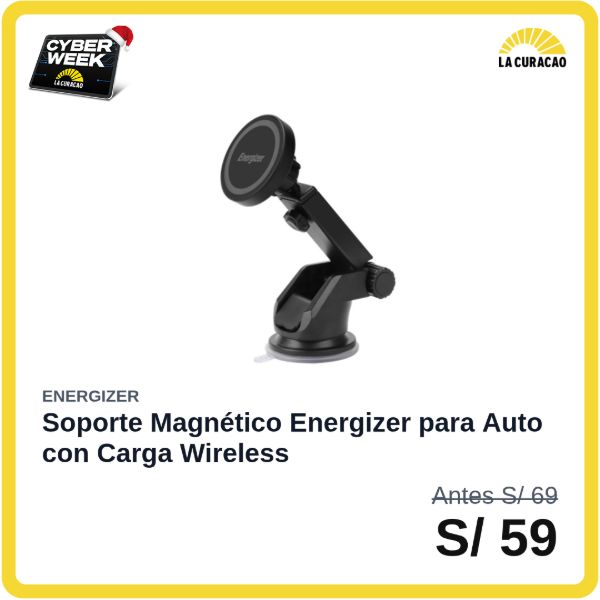 CYBER
WEEK
LA CURACAO
LA CURACAO
Energizer
ENERGIZER
Soporte Magnético Energizer para Auto
con Carga Wireless
Antes S/ 69
S/ 59